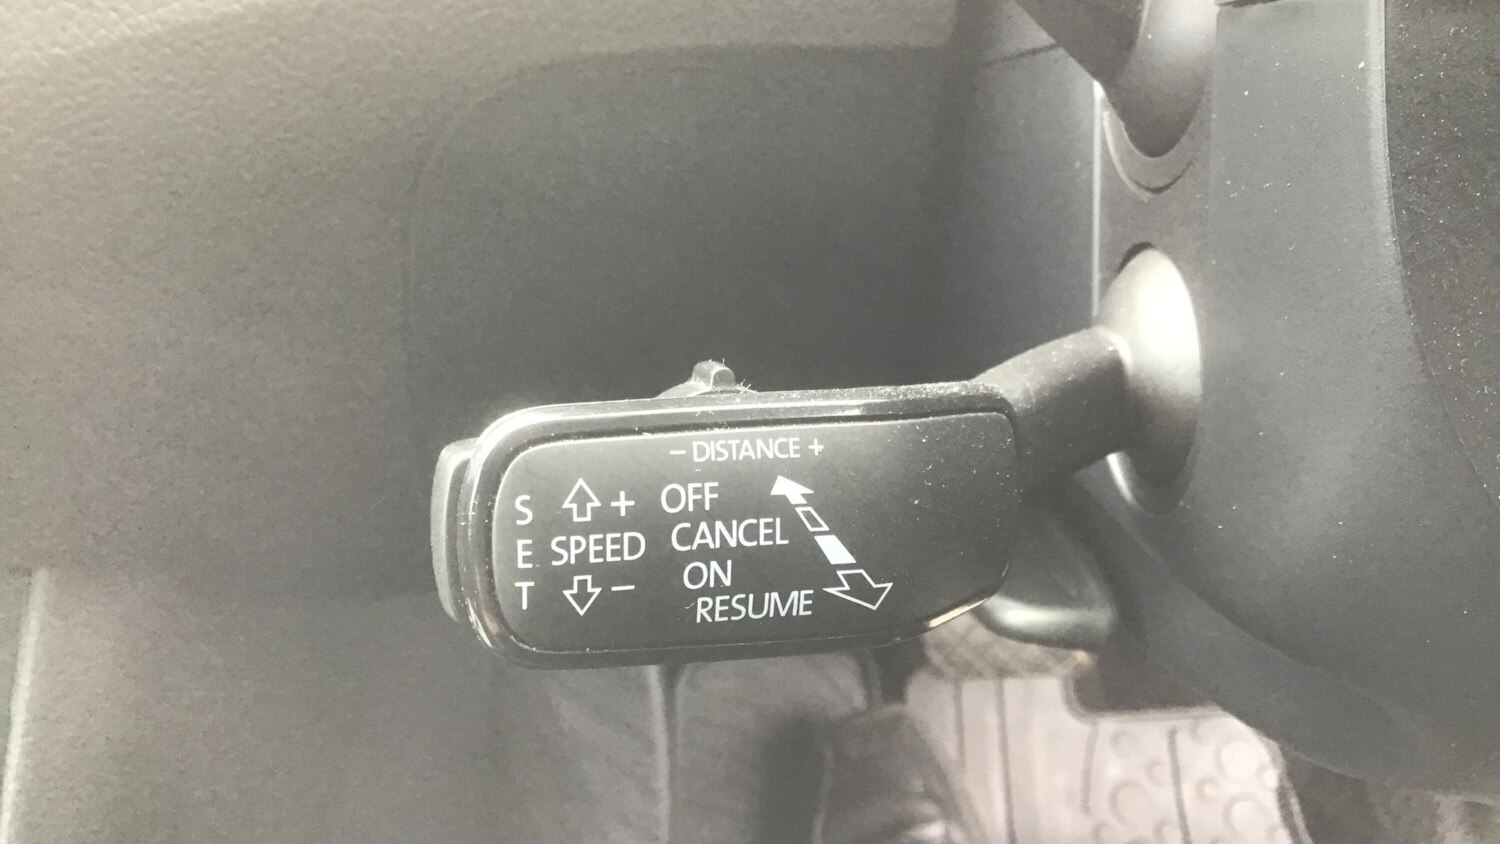 - DISTANCE +
S + OFF
E SPEED CANCEL
T - ON
RESUME